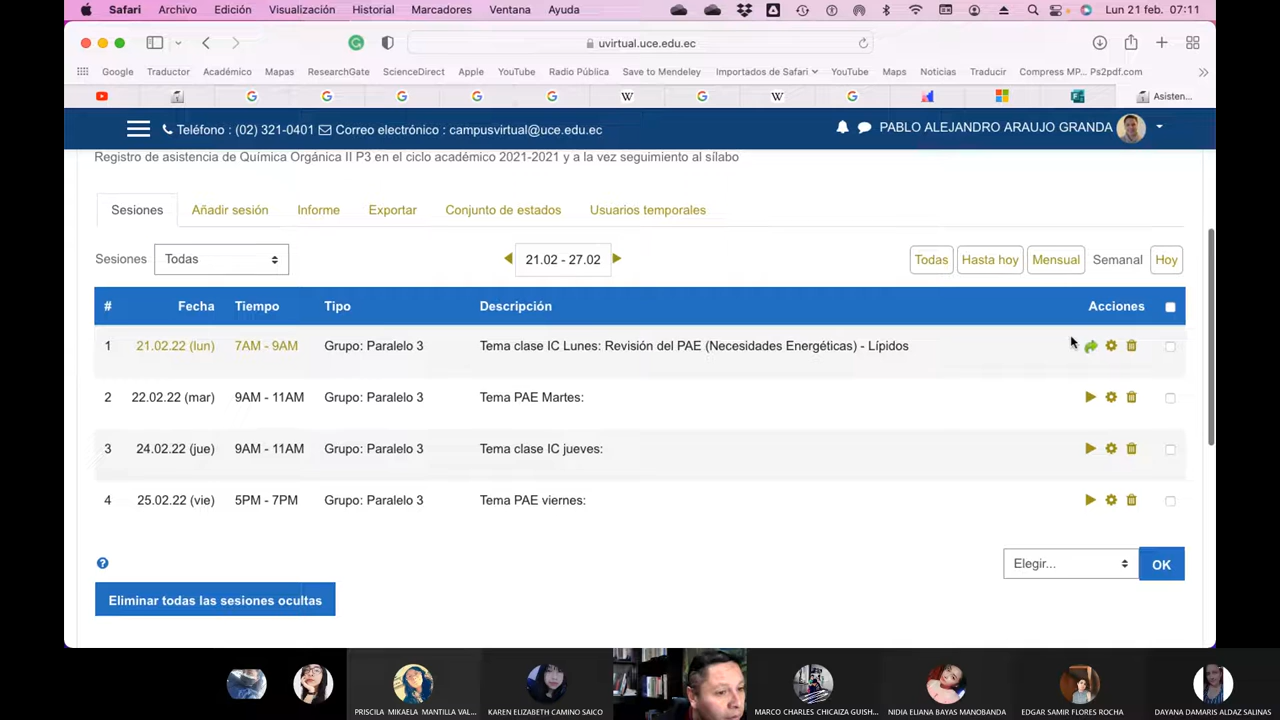 Safari Archivo Edición Visualización Historial Marcadores Ventana Ayuda Lun 21 feb. 07:11
uvirtual.uce.edu.ec
Google Traductor Académico Mapas ResearchGate ScienceDirect Apple YouTube Radio Pública Save to Mendeley Importados de Safari YouTube Maps Noticias Traducir Compress MP... Ps2pdf.com
Asisten...
Teléfono : (02) 321-0401 Correo electrónico : campusvirtual@uce.edu.ec PABLO ALEJANDRO ARAUJO GRANDA
Registro de asistencia de Química Orgánica II P3 en el ciclo académico 2021-2021 y a la vez seguimiento al sílabo
Sesiones Añadir sesión Informe Exportar Conjunto de estados Usuarios temporales
Sesiones Todas 21.02 - 27.02 Todas Hasta hoy Mensual Semanal Hoy
# Fecha Tiempo Tipo Descripción Acciones
1 21.02.22 (lun) 7AM - 9AM Grupo: Paralelo 3 Tema clase IC Lunes: Revisión del PAE (Necesidades Energéticas) - Lípidos
2 22.02.22 (mar) 9AM - 11AM Grupo: Paralelo 3 Tema PAE Martes:
3 24.02.22 (jue) 9AM - 11AM Grupo: Paralelo 3 Tema clase IC jueves:
4 25.02.22 (vie) 5PM - 7PM Grupo: Paralelo 3 Tema PAE viernes:
Elegir... OK
Eliminar todas las sesiones ocultas
PRISCILA MIKAELA MANTILLA VAL... KAREN ELIZABETH CAMINO SAICO MARCO CHARLES CHICAIZA GUISH... NIDIA ELIANA BAYAS MANOBANDA EDGAR SAMIR FLORES ROCHA DAYANA DAMARIS ALDAZ SALINAS